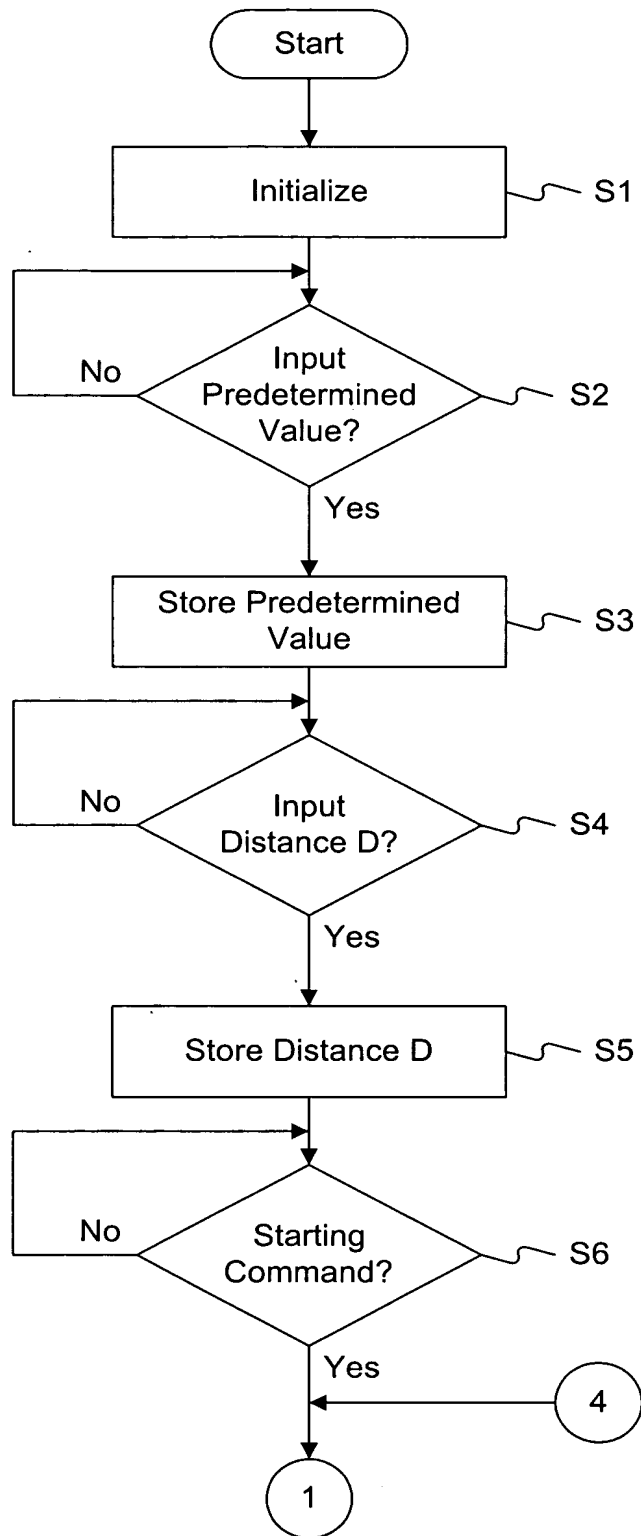 Start
Initialize
S1
No
Input
Predetermined
Value?
S2
Yes
Store Predetermined
Value
S3
No
Input
Distance D?
S4
Yes
Store Distance D
S5
No
Starting
Command?
S6
Yes
4
1